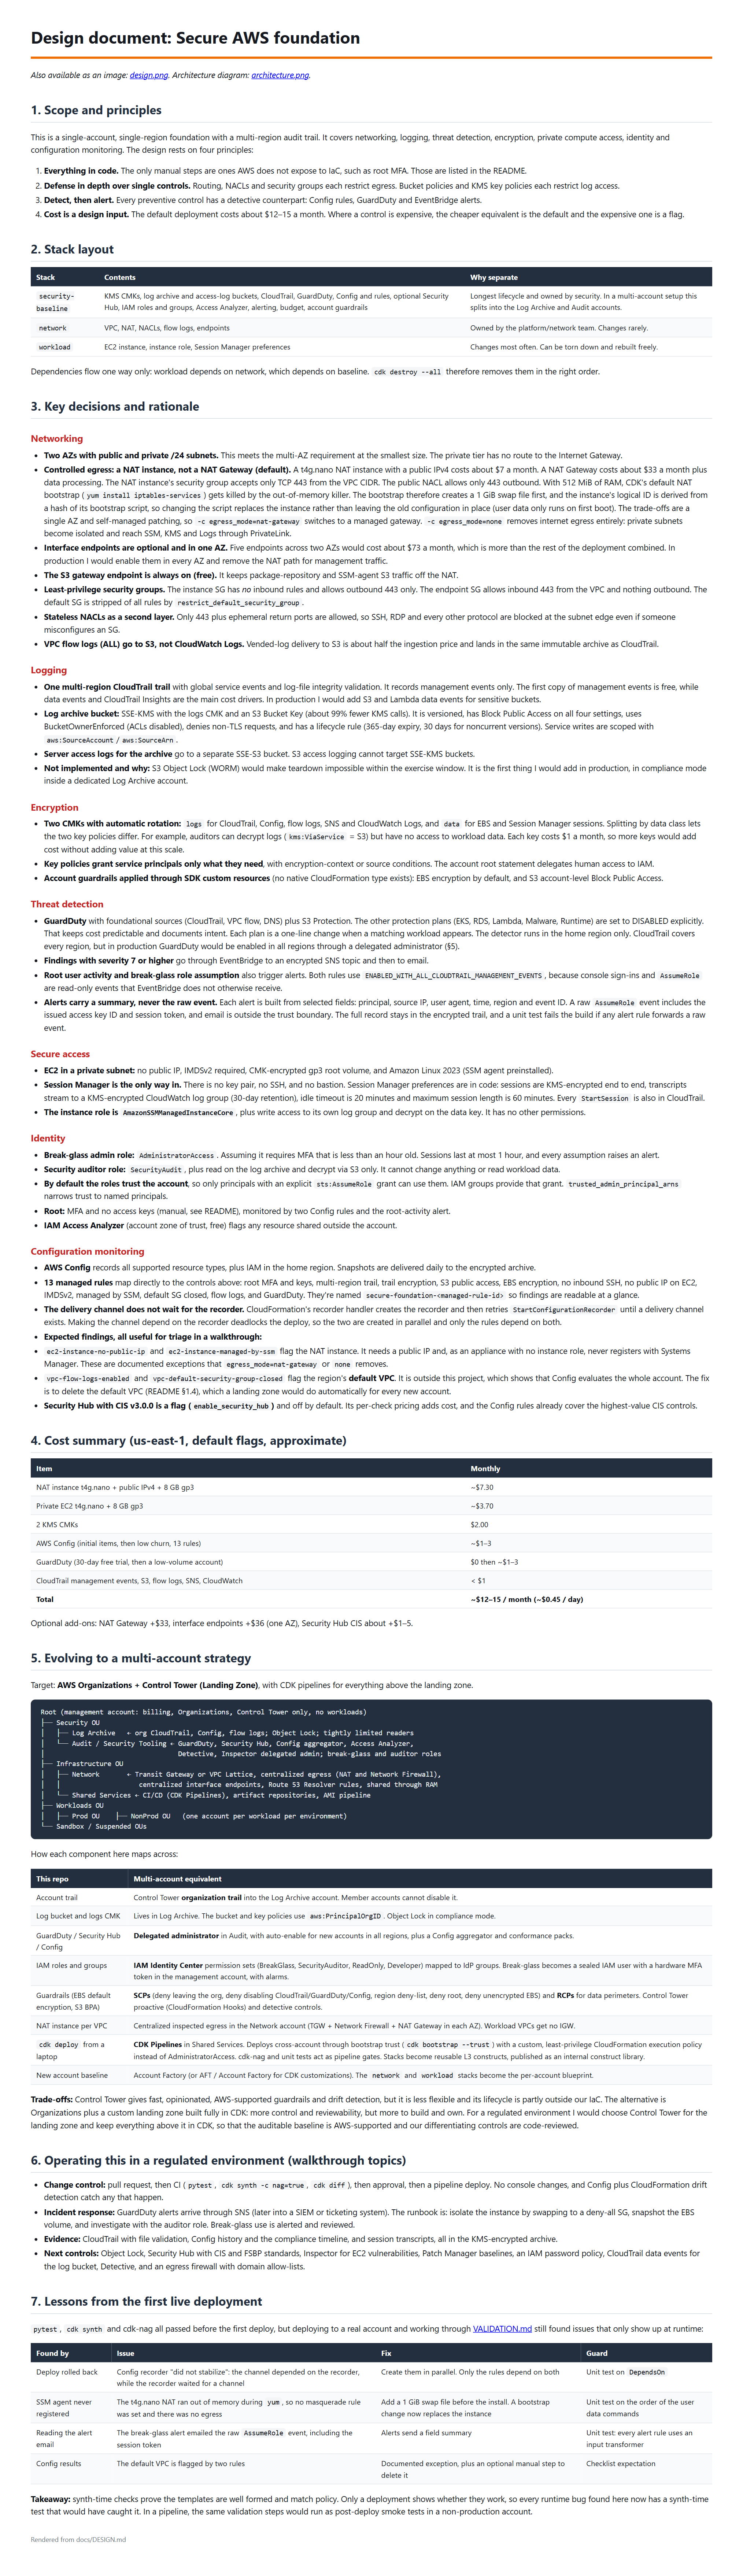 Design document: Secure AWS foundation
Also available as an image: design.png. Architecture diagram: architecture.png.
1. Scope and principles
This is a single-account, single-region foundation with a multi-region audit trail. It covers networking, logging, threat detection, encryption, private compute access, identity and
configuration monitoring. The design rests on four principles:
1. Everything in code. The only manual steps are ones AWS does not expose to IaC, such as root MFA. Those are listed in the README.
2. Defense in depth over single controls. Routing, NACLs and security groups each restrict egress. Bucket policies and KMS key policies each restrict log access.
3. Detect, then alert. Every preventive control has a detective counterpart: Config rules, GuardDuty and EventBridge alerts.
4. Cost is a design input. The default deployment costs about $12–15 a month. Where a control is expensive, the cheaper equivalent is the default and the expensive one is a flag.
2. Stack layout
Stack Contents Why separate
security-baseline KMS CMKs, log archive and access-log buckets, CloudTrail, GuardDuty, Config and rules, optional Security Hub, IAM roles and groups, Access Analyzer, alerting, budget, account guardrails Longest lifecycle and owned by security. In a multi-account setup this splits into the Log Archive and Audit accounts.
network VPC, NAT, NACLs, flow logs, endpoints Owned by the platform/network team. Changes rarely.
workload EC2 instance, instance role, Session Manager preferences Changes most often. Can be torn down and rebuilt freely.
Dependencies flow one way only: workload depends on network, which depends on baseline. cdk destroy --all therefore removes them in the right order.
3. Key decisions and rationale
Networking
• Two AZs with public and private /24 subnets. This meets the multi-AZ requirement at the smallest size. The private tier has no route to the Internet Gateway.
• Controlled egress: a NAT instance, not a NAT Gateway (default). A t4g.nano NAT instance with a public IPv4 costs about $7 a month. A NAT Gateway costs about $33 a month plus
data processing. The NAT instance's security group accepts only TCP 443 from the VPC CIDR. The public NACL allows only 443 outbound. With 512 MiB of RAM, CDK's default NAT
bootstrap ( yum install iptables-services ) gets killed by the out-of-memory killer. The bootstrap therefore creates a 1 GiB swap file first, and the instance's logical ID is derived from
a hash of its bootstrap script, so changing the script replaces the instance rather than leaving the old configuration in place (user data only runs on first boot). The trade-offs are a
single AZ and self-managed patching, so -c egress_mode=nat-gateway switches to a managed gateway. -c egress_mode=none removes internet egress entirely: private subnets
become isolated and reach SSM, KMS and Logs through PrivateLink.
• Interface endpoints are optional and in one AZ. Five endpoints across two AZs would cost about $73 a month, which is more than the rest of the deployment combined. In
production I would enable them in every AZ and remove the NAT path for management traffic.
• The S3 gateway endpoint is always on (free). It keeps package-repository and SSM-agent S3 traffic off the NAT.
• Least-privilege security groups. The instance SG has no inbound rules and allows outbound 443 only. The endpoint SG allows inbound 443 from the VPC and nothing outbound. The
default SG is stripped of all rules by restrict_default_security_group .
• Stateless NACLs as a second layer. Only 443 plus ephemeral return ports are allowed, so SSH, RDP and every other protocol are blocked at the subnet edge even if someone
misconfigures an SG.
• VPC flow logs (ALL) go to S3, not CloudWatch Logs. Vended-log delivery to S3 is about half the ingestion price and lands in the same immutable archive as CloudTrail.
Logging
• One multi-region CloudTrail trail with global service events and log-file integrity validation. It records management events only. The first copy of management events is free, while
data events and CloudTrail Insights are the main cost drivers. In production I would add S3 and Lambda data events for sensitive buckets.
• Log archive bucket: SSE-KMS with the logs CMK and an S3 Bucket Key (about 99% fewer KMS calls). It is versioned, has Block Public Access on all four settings, uses
BucketOwnerEnforced (ACLs disabled), denies non-TLS requests, and has a lifecycle rule (365-day expiry, 30 days for noncurrent versions). Service writes are scoped with
aws:SourceAccount / aws:SourceArn .
• Server access logs for the archive go to a separate SSE-S3 bucket. S3 access logging cannot target SSE-KMS buckets.
• Not implemented and why: S3 Object Lock (WORM) would make teardown impossible within the exercise window. It is the first thing I would add in production, in compliance mode
inside a dedicated Log Archive account.
Encryption
• Two CMKs with automatic rotation: logs for CloudTrail, Config, flow logs, SNS and CloudWatch Logs, and data for EBS and Session Manager sessions. Splitting by data class lets
the two key policies differ. For example, auditors can decrypt logs ( kms:ViaService = S3) but have no access to workload data. Each key costs $1 a month, so more keys would add
cost without adding value at this scale.
• Key policies grant service principals only what they need, with encryption-context or source conditions. The account root statement delegates human access to IAM.
• Account guardrails applied through SDK custom resources (no native CloudFormation type exists): EBS encryption by default, and S3 account-level Block Public Access.
Threat detection
• GuardDuty with foundational sources (CloudTrail, VPC flow, DNS) plus S3 Protection. The other protection plans (EKS, RDS, Lambda, Malware, Runtime) are set to DISABLED explicitly.
That keeps cost predictable and documents intent. Each plan is a one-line change when a matching workload appears. The detector runs in the home region only. CloudTrail covers
every region, but in production GuardDuty would be enabled in all regions through a delegated administrator (§5).
• Findings with severity 7 or higher go through EventBridge to an encrypted SNS topic and then to email.
• Root user activity and break-glass role assumption also trigger alerts. Both rules use ENABLED_WITH_ALL_CLOUDTRAIL_MANAGEMENT_EVENTS , because console sign-ins and AssumeRole
are read-only events that EventBridge does not otherwise receive.
• Alerts carry a summary, never the raw event. Each alert is built from selected fields: principal, source IP, user agent, time, region and event ID. A raw AssumeRole event includes the
issued access key ID and session token, and email is outside the trust boundary. The full record stays in the encrypted trail, and a unit test fails the build if any alert rule forwards a raw
event.
Secure access
• EC2 in a private subnet: no public IP, IMDSv2 required, CMK-encrypted gp3 root volume, and Amazon Linux 2023 (SSM agent preinstalled).
• Session Manager is the only way in. There is no key pair, no SSH, and no bastion. Session Manager preferences are in code: sessions are KMS-encrypted end to end, transcripts
stream to a KMS-encrypted CloudWatch log group (30-day retention), idle timeout is 20 minutes and maximum session length is 60 minutes. Every StartSession is also in CloudTrail.
• The instance role is AmazonSSMManagedInstanceCore , plus write access to its own log group and decrypt on the data key. It has no other permissions.
Identity
• Break-glass admin role: AdministratorAccess . Assuming it requires MFA that is less than an hour old. Sessions last at most 1 hour, and every assumption raises an alert.
• Security auditor role: SecurityAudit , plus read on the log archive and decrypt via S3 only. It cannot change anything or read workload data.
• By default the roles trust the account, so only principals with an explicit sts:AssumeRole grant can use them. IAM groups provide that grant. trusted_admin_principal_arns
narrows trust to named principals.
• Root: MFA and no access keys (manual, see README), monitored by two Config rules and the root-activity alert.
• IAM Access Analyzer (account zone of trust, free) flags any resource shared outside the account.
Configuration monitoring
• AWS Config records all supported resource types, plus IAM in the home region. Snapshots are delivered daily to the encrypted archive.
• 13 managed rules map directly to the controls above: root MFA and keys, multi-region trail, trail encryption, S3 public access, EBS encryption, no inbound SSH, no public IP on EC2,
IMDSv2, managed by SSM, default SG closed, flow logs, and GuardDuty. They're named secure-foundation-<managed-rule-id> so findings are readable at a glance.
• The delivery channel does not wait for the recorder. CloudFormation's recorder handler creates the recorder and then retries StartConfigurationRecorder until a delivery channel
exists. Making the channel depend on the recorder deadlocks the deploy, so the two are created in parallel and only the rules depend on both.
• Expected findings, all useful for triage in a walkthrough:
• ec2-instance-no-public-ip and ec2-instance-managed-by-ssm flag the NAT instance. It needs a public IP and, as an appliance with no instance role, never registers with Systems
Manager. These are documented exceptions that egress_mode=nat-gateway or none removes.
• vpc-flow-logs-enabled and vpc-default-security-group-closed flag the region's default VPC. It is outside this project, which shows that Config evaluates the whole account. The fix
is to delete the default VPC (README §1.4), which a landing zone would do automatically for every new account.
• Security Hub with CIS v3.0.0 is a flag ( enable_security_hub ) and off by default. Its per-check pricing adds cost, and the Config rules already cover the highest-value CIS controls.
4. Cost summary (us-east-1, default flags, approximate)
Item Monthly
NAT instance t4g.nano + public IPv4 + 8 GB gp3 ~$7.30
Private EC2 t4g.nano + 8 GB gp3 ~$3.70
2 KMS CMKs $2.00
AWS Config (initial items, then low churn, 13 rules) ~$1–3
GuardDuty (30-day free trial, then a low-volume account) $0 then ~$1–3
CloudTrail management events, S3, flow logs, SNS, CloudWatch < $1
Total ~$12–15 / month (~$0.45 / day)
Optional add-ons: NAT Gateway +$33, interface endpoints +$36 (one AZ), Security Hub CIS about +$1–5.
5. Evolving to a multi-account strategy
Target: AWS Organizations + Control Tower (Landing Zone), with CDK pipelines for everything above the landing zone.
Root (management account: billing, Organizations, Control Tower only, no workloads)
├── Security OU
│ ├── Log Archive ← org CloudTrail, Config, flow logs; Object Lock; tightly limited readers
│ └── Audit / Security Tooling ← GuardDuty, Security Hub, Config aggregator, Access Analyzer,
│ Detective, Inspector delegated admin; break-glass and auditor roles
├── Infrastructure OU
│ ├── Network ← Transit Gateway or VPC Lattice, centralized egress (NAT and Network Firewall),
│ │ centralized interface endpoints, Route 53 Resolver rules, shared through RAM
│ └── Shared Services ← CI/CD (CDK Pipelines), artifact repositories, AMI pipeline
├── Workloads OU
│ ├── Prod OU ├── NonProd OU (one account per workload per environment)
└── Sandbox / Suspended OUs
How each component here maps across:
This repo Multi-account equivalent
Account trail Control Tower organization trail into the Log Archive account. Member accounts cannot disable it.
Log bucket and logs CMK Lives in Log Archive. The bucket and key policies use aws:PrincipalOrgID . Object Lock in compliance mode.
GuardDuty / Security Hub / Config Delegated administrator in Audit, with auto-enable for new accounts in all regions, plus a Config aggregator and conformance packs.
IAM roles and groups IAM Identity Center permission sets (BreakGlass, SecurityAuditor, ReadOnly, Developer) mapped to IdP groups. Break-glass becomes a sealed IAM user with a hardware MFA token in the management account, with alarms.
Guardrails (EBS default encryption, S3 BPA) SCPs (deny leaving the org, deny disabling CloudTrail/GuardDuty/Config, region deny-list, deny root, deny unencrypted EBS) and RCPs for data perimeters. Control Tower proactive (CloudFormation Hooks) and detective controls.
NAT instance per VPC Centralized inspected egress in the Network account (TGW + Network Firewall + NAT Gateway in each AZ). Workload VPCs get no IGW.
cdk deploy from a laptop CDK Pipelines in Shared Services. Deploys cross-account through bootstrap trust ( cdk bootstrap --trust ) with a custom, least-privilege CloudFormation execution policy instead of AdministratorAccess. cdk-nag and unit tests act as pipeline gates. Stacks become reusable L3 constructs, published as an internal construct library.
New account baseline Account Factory (or AFT / Account Factory for CDK customizations). The network and workload stacks become the per-account blueprint.
Trade-offs: Control Tower gives fast, opinionated, AWS-supported guardrails and drift detection, but it is less flexible and its lifecycle is partly outside our IaC. The alternative is
Organizations plus a custom landing zone built fully in CDK: more control and reviewability, but more to build and own. For a regulated environment I would choose Control Tower for the
landing zone and keep everything above it in CDK, so that the auditable baseline is AWS-supported and our differentiating controls are code-reviewed.
6. Operating this in a regulated environment (walkthrough topics)
• Change control: pull request, then CI ( pytest , cdk synth -c nag=true , cdk diff ), then approval, then a pipeline deploy. No console changes, and Config plus CloudFormation drift
detection catch any that happen.
• Incident response: GuardDuty alerts arrive through SNS (later into a SIEM or ticketing system). The runbook is: isolate the instance by swapping to a deny-all SG, snapshot the EBS
volume, and investigate with the auditor role. Break-glass use is alerted and reviewed.
• Evidence: CloudTrail with file validation, Config history and the compliance timeline, and session transcripts, all in the KMS-encrypted archive.
• Next controls: Object Lock, Security Hub with CIS and FSBP standards, Inspector for EC2 vulnerabilities, Patch Manager baselines, an IAM password policy, CloudTrail data events for
the log bucket, Detective, and an egress firewall with domain allow-lists.
7. Lessons from the first live deployment
pytest , cdk synth and cdk-nag all passed before the first deploy, but deploying to a real account and working through VALIDATION.md still found issues that only show up at runtime:
Found by Issue Fix Guard
Deploy rolled back Config recorder "did not stabilize": the channel depended on the recorder, while the recorder waited for a channel Create them in parallel. Only the rules depend on both Unit test on DependsOn
SSM agent never registered The t4g.nano NAT ran out of memory during yum , so no masquerade rule was set and there was no egress Add a 1 GiB swap file before the install. A bootstrap change now replaces the instance Unit test on the order of the user data commands
Reading the alert email The break-glass alert emailed the raw AssumeRole event, including the session token Alerts send a field summary Unit test: every alert rule uses an input transformer
Config results The default VPC is flagged by two rules Documented exception, plus an optional manual step to delete it Checklist expectation
Takeaway: synth-time checks prove the templates are well formed and match policy. Only a deployment shows whether they work, so every runtime bug found here now has a synth-time
test that would have caught it. In a pipeline, the same validation steps would run as post-deploy smoke tests in a non-production account.
Rendered from docs/DESIGN.md